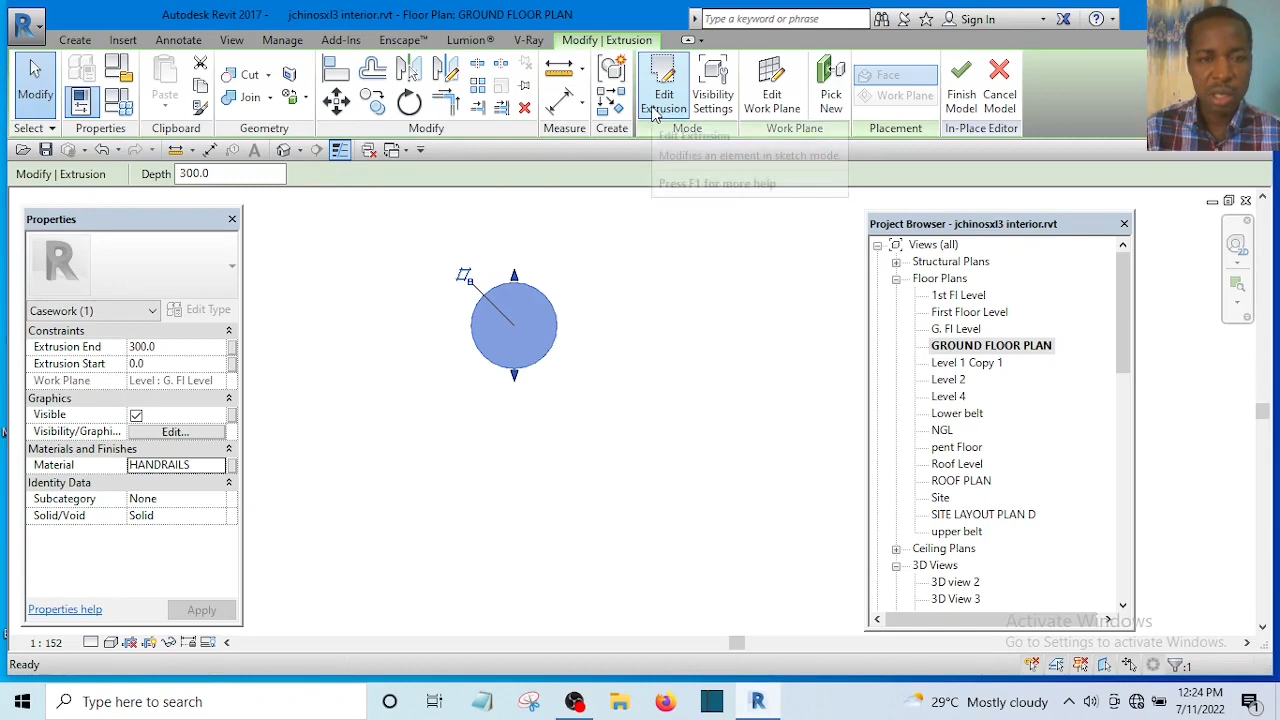 Autodesk Revit 2017 - jchinosxl3 interior.rvt - Floor Plan: GROUND FLOOR PLAN
Type a keyword or phrase
Sign In
Create Insert Annotate View Manage Add-Ins Enscape™ Lumion® V-Ray Modify | Extrusion
Modify
Paste
Cut
Join
Edit Extrusion
Visibility Settings
Edit Work Plane
Pick New
Face
Work Plane
Finish Model
Cancel Model
Select Properties Clipboard Geometry Modify Measure Create Mode Work Plane Placement In-Place Editor
Edit Extrusion
Modifies an element in sketch mode.
Press F1 for more help
Modify | Extrusion Depth 300.0
Properties
Casework (1) Edit Type
Constraints
Extrusion End 300.0
Extrusion Start 0.0
Work Plane Level : G. Fl Level
Graphics
Visible
Visibility/Graphi... Edit...
Materials and Finishes
Material HANDRAILS
Identity Data
Subcategory None
Solid/Void Solid
Properties help Apply
2D
Project Browser - jchinosxl3 interior.rvt
Views (all)
Structural Plans
Floor Plans
1st Fl Level
First Floor Level
G. Fl Level
GROUND FLOOR PLAN
Level 1 Copy 1
Level 2
Level 4
Lower belt
NGL
pent Floor
Roof Level
ROOF PLAN
Site
SITE LAYOUT PLAN D
upper belt
Ceiling Plans
3D Views
3D view 2
3D View 3
Activate Windows
Go to Settings to activate Windows.
1 : 152
Ready
:1
Type here to search
29°C Mostly cloudy
12:24 PM
7/11/2022